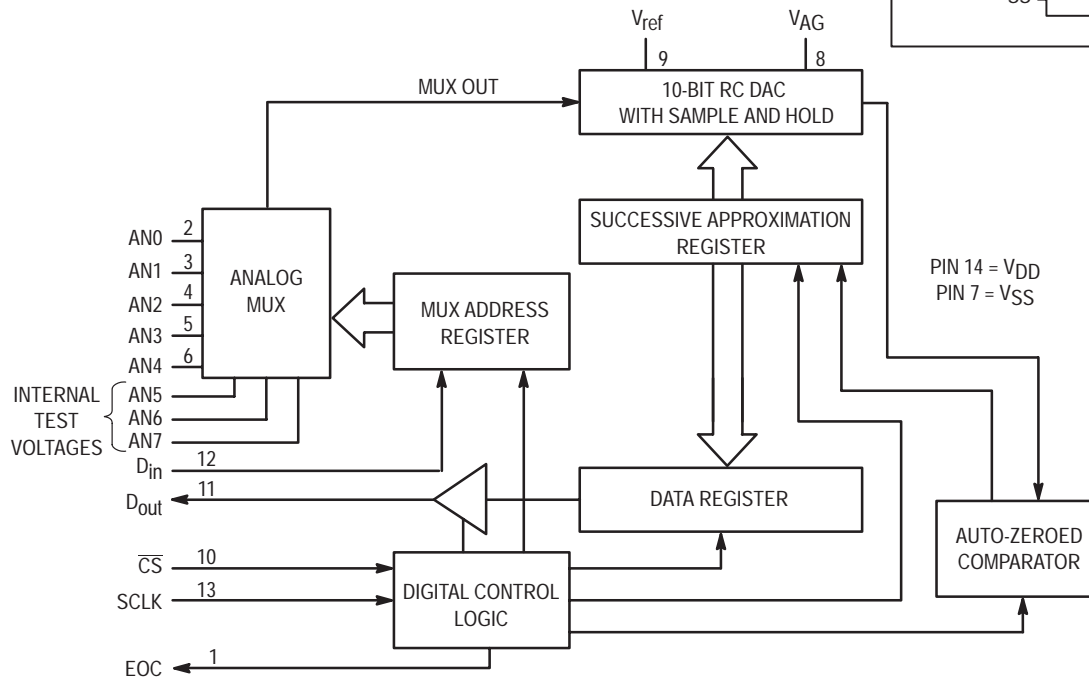 SS =
Vref
VAG
9
8
MUX OUT
10-BIT RC DAC
WITH SAMPLE AND HOLD
SUCCESSIVE APPROXIMATION
REGISTER
AN0 2
AN1 3
AN2 4
AN3 5
AN4 6
ANALOG
MUX
MUX ADDRESS
REGISTER
PIN 14 = VDD
PIN 7 = VSS
INTERNAL
TEST
VOLTAGES
AN5
AN6
AN7
Din 12
Dout 11
DATA REGISTER
AUTO-ZEROED
COMPARATOR
CS 10
SCLK 13
DIGITAL CONTROL
LOGIC
EOC 1